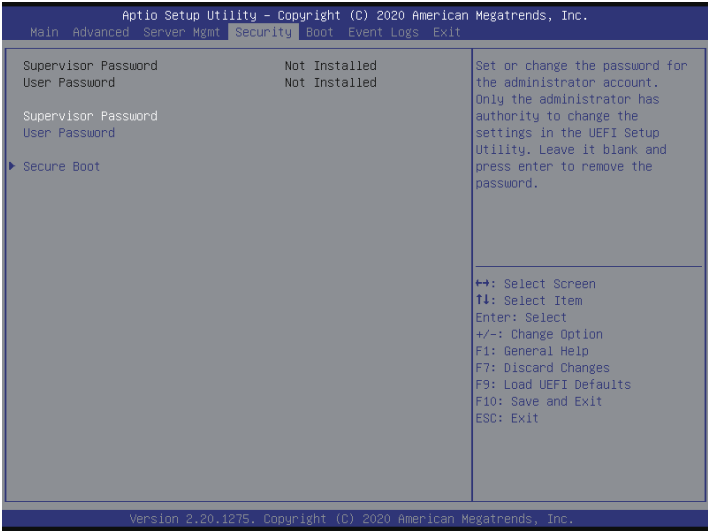 Aptio Setup Utility – Copyright (C) 2020 American Megatrends, Inc.
Main Advanced Server Mgmt Security Boot Event Logs Exit
Supervisor Password Not Installed
User Password Not Installed
Supervisor Password
User Password
Secure Boot
Set or change the password for
the administrator account.
Only the administrator has
authority to change the
settings in the UEFI Setup
Utility. Leave it blank and
press enter to remove the
password.
↔: Select Screen
↑↓: Select Item
Enter: Select
+/-: Change Option
F1: General Help
F7: Discard Changes
F9: Load UEFI Defaults
F10: Save and Exit
ESC: Exit
Version 2.20.1275. Copyright (C) 2020 American Megatrends, Inc.